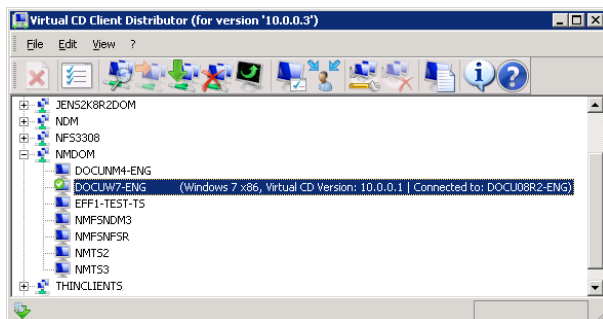 Virtual CD Client Distributor (for version '10.0.0.3')
File Edit View ?
JENS2K8R2DOM
NDM
NFS3308
NMDOM
DOCUNM4-ENG
DOCUW7-ENG (Windows 7 x86, Virtual CD Version: 10.0.0.1 | Connected to: DOCU08R2-ENG)
EFF1-TEST-TS
NMFSNDM3
NMFSNFSR
NMTS2
NMTS3
THINCLIENTS